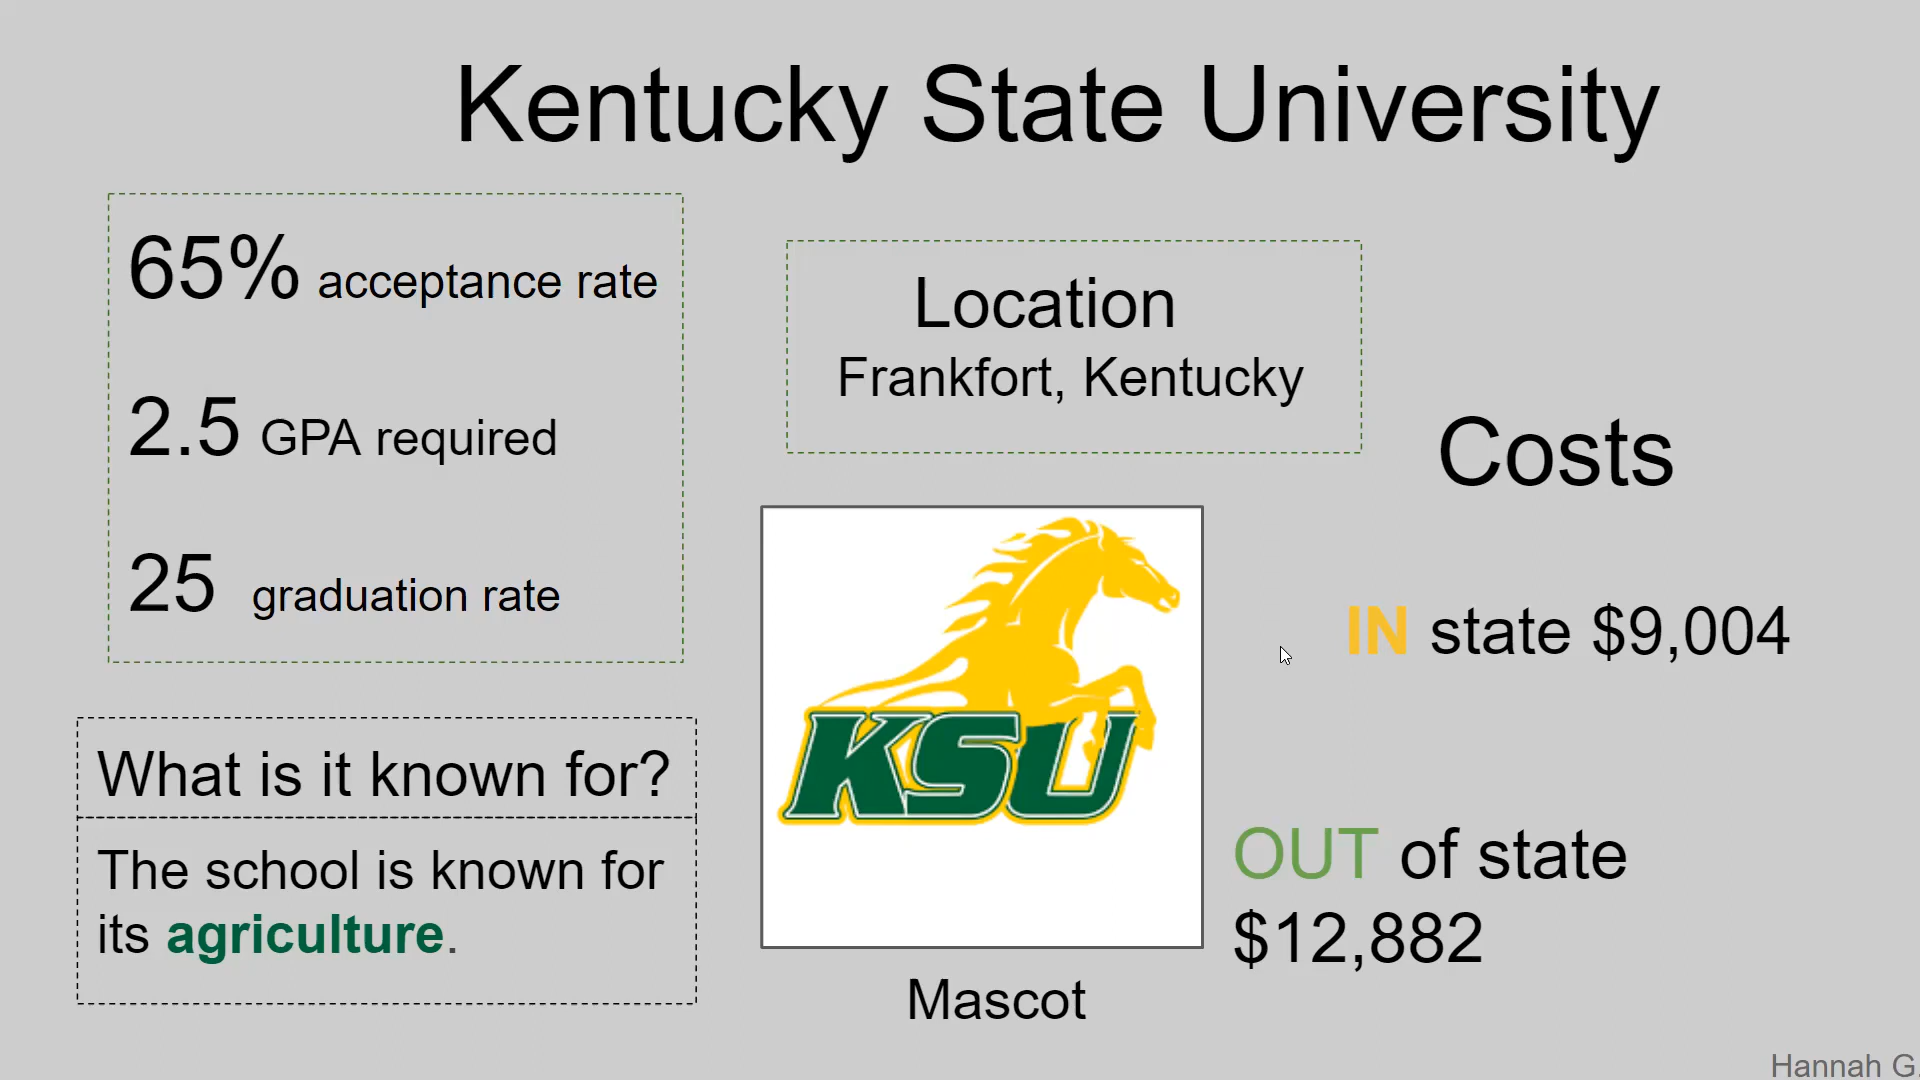 Kentucky State University
65% acceptance rate
2.5 GPA required
25 graduation rate
Location
Frankfort, Kentucky
Costs
IN state $9,004
OUT of state
$12,882
KSU
Mascot
What is it known for?
The school is known for
its agriculture.
Hannah G.